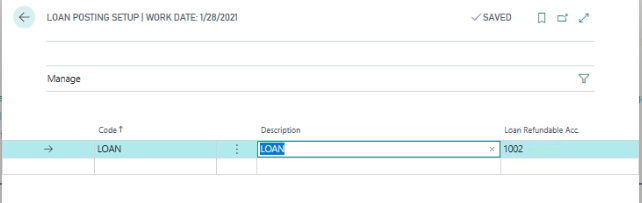 LOAN POSTING SETUP | WORK DATE: 1/28/2021
SAVED
Manage
Code ↑
Description
Loan Refundable Acc.
LOAN
LOAN
1002